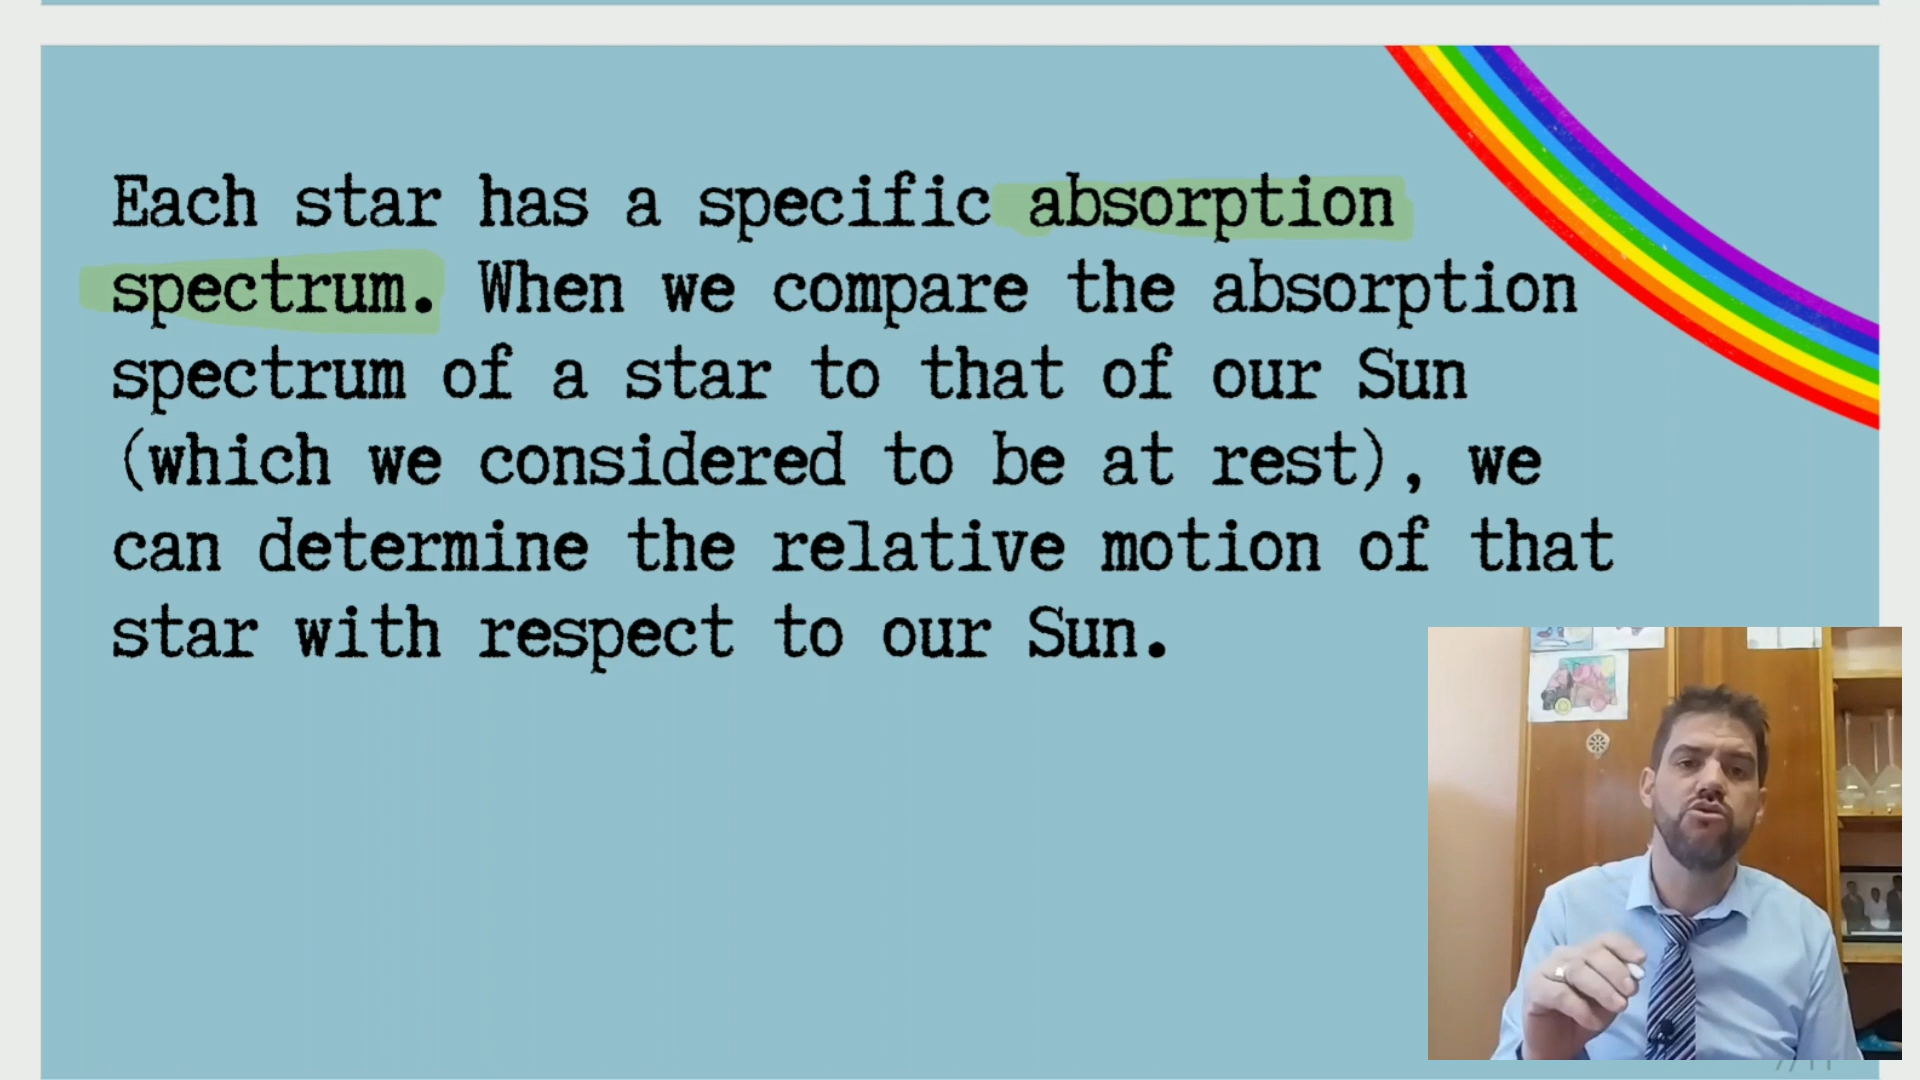 Each star has a specific absorption
spectrum. When we compare the absorption
spectrum of a star to that of our Sun
(which we considered to be at rest), we
can determine the relative motion of that
star with respect to our Sun.